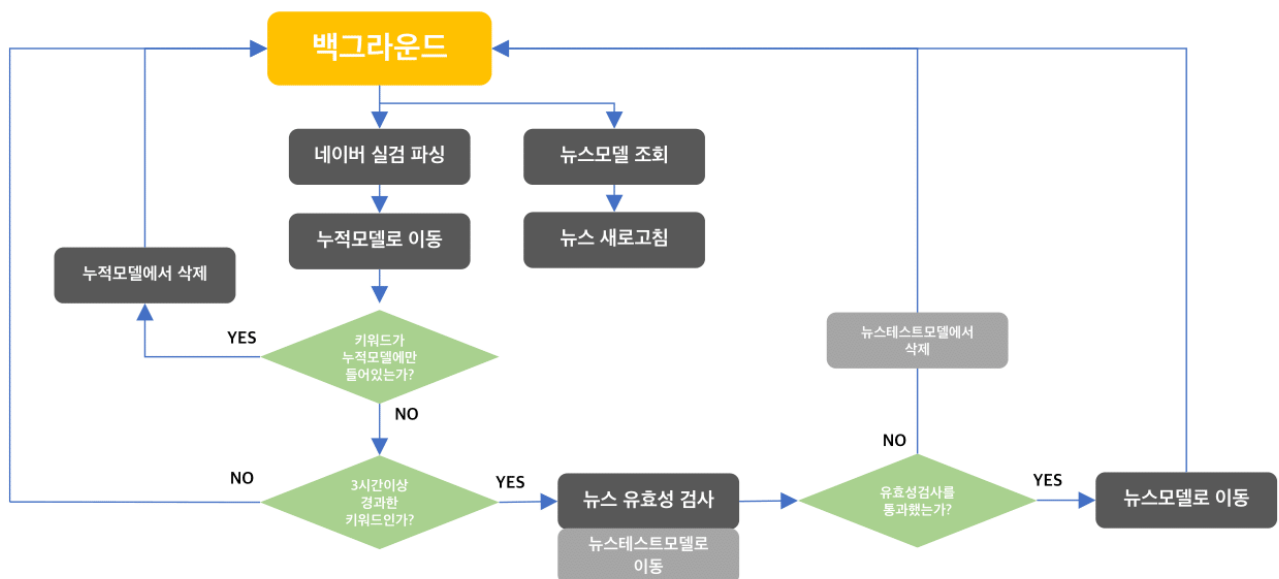 백그라운드
네이버 실검 파싱
뉴스모델 조회
누적모델로 이동
뉴스 새로고침
누적모델에서 삭제
YES
키워드가
누적모델에만
들어있는가?
뉴스테스트모델에서
삭제
NO
NO
3시간이상
경과한
키워드인가?
YES
뉴스 유효성 검사
뉴스테스트모델로
이동
NO
유효성검사를
통과했는가?
YES
뉴스모델로 이동